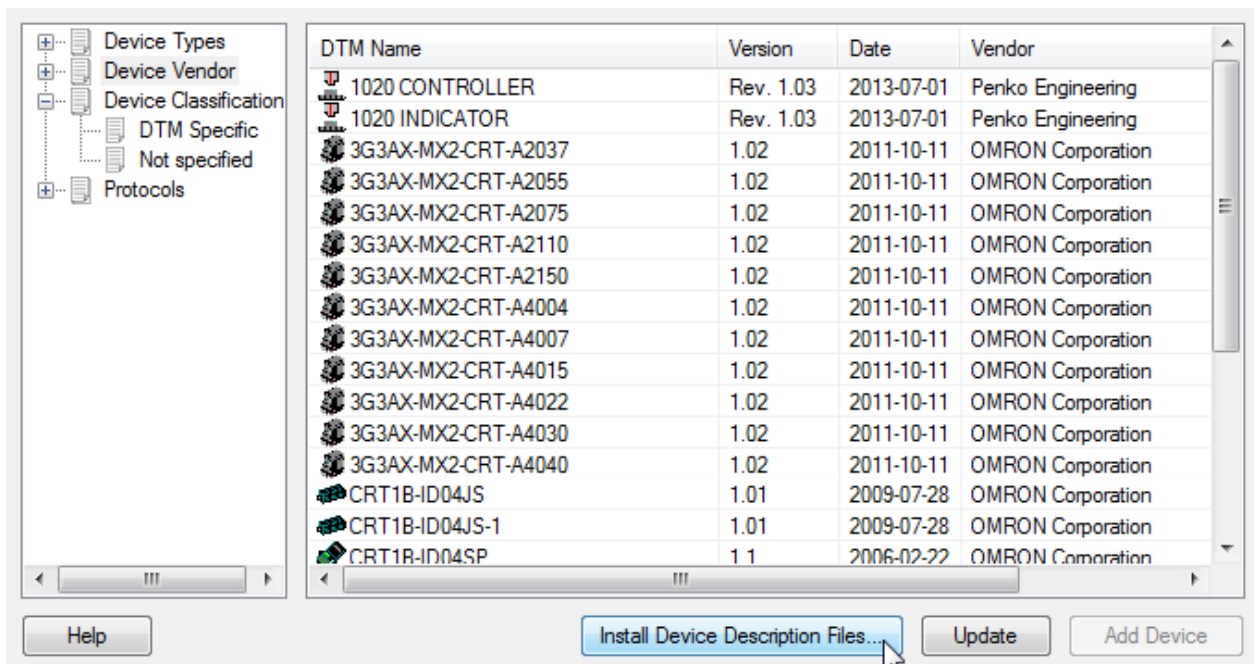 Device Types
Device Vendor
Device Classification
DTM Specific
Not specified
Protocols
DTM Name Version Date Vendor
1020 CONTROLLER Rev. 1.03 2013-07-01 Penko Engineering
1020 INDICATOR Rev. 1.03 2013-07-01 Penko Engineering
3G3AX-MX2-CRT-A2037 1.02 2011-10-11 OMRON Corporation
3G3AX-MX2-CRT-A2055 1.02 2011-10-11 OMRON Corporation
3G3AX-MX2-CRT-A2075 1.02 2011-10-11 OMRON Corporation
3G3AX-MX2-CRT-A2110 1.02 2011-10-11 OMRON Corporation
3G3AX-MX2-CRT-A2150 1.02 2011-10-11 OMRON Corporation
3G3AX-MX2-CRT-A4004 1.02 2011-10-11 OMRON Corporation
3G3AX-MX2-CRT-A4007 1.02 2011-10-11 OMRON Corporation
3G3AX-MX2-CRT-A4015 1.02 2011-10-11 OMRON Corporation
3G3AX-MX2-CRT-A4022 1.02 2011-10-11 OMRON Corporation
3G3AX-MX2-CRT-A4030 1.02 2011-10-11 OMRON Corporation
3G3AX-MX2-CRT-A4040 1.02 2011-10-11 OMRON Corporation
CRT1B-ID04JS 1.01 2009-07-28 OMRON Corporation
CRT1B-ID04JS-1 1.01 2009-07-28 OMRON Corporation
CRT1B-ID04SP 1.1 2006-02-22 OMRON Corporation
Help Install Device Description Files... Update Add Device